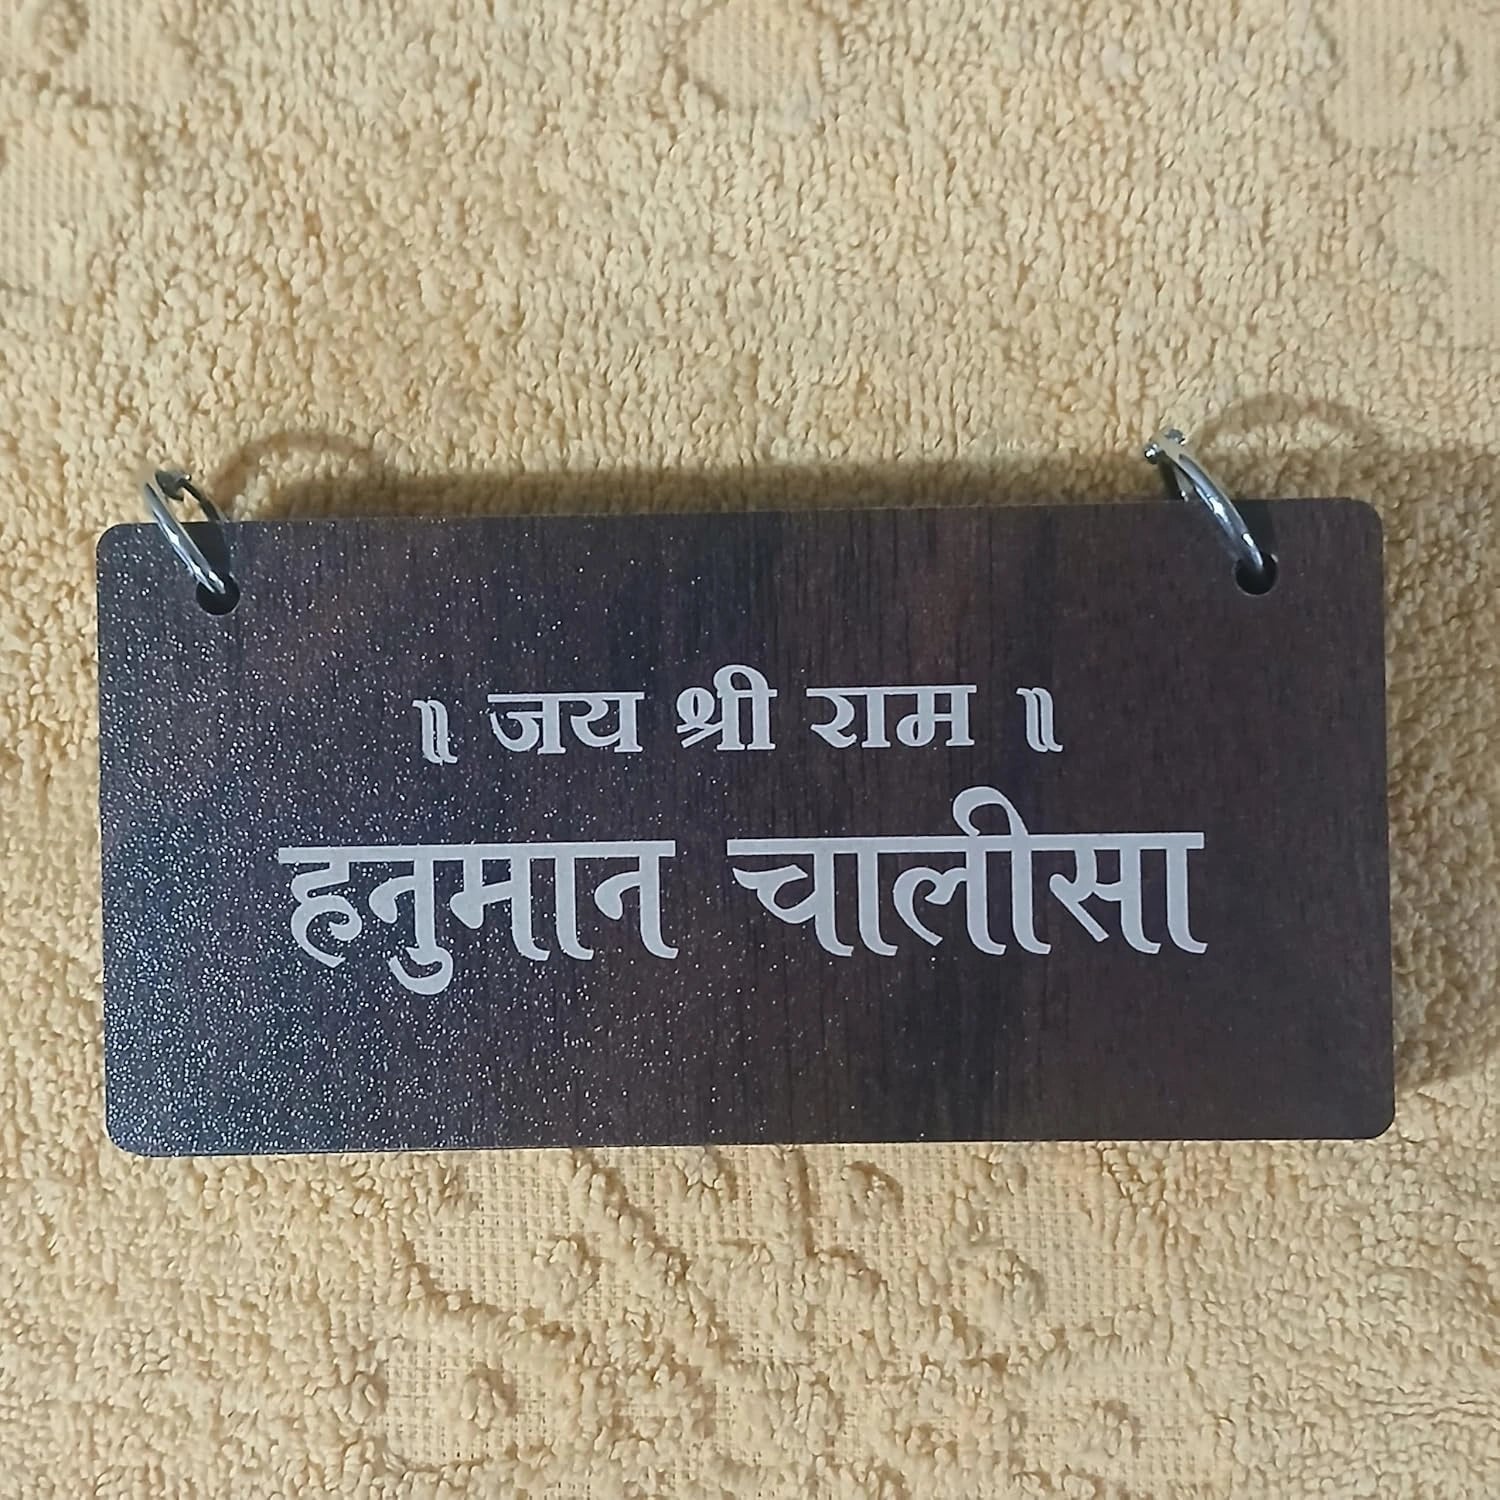 ॥ जय श्री राम ॥
हनुमान चालीसा